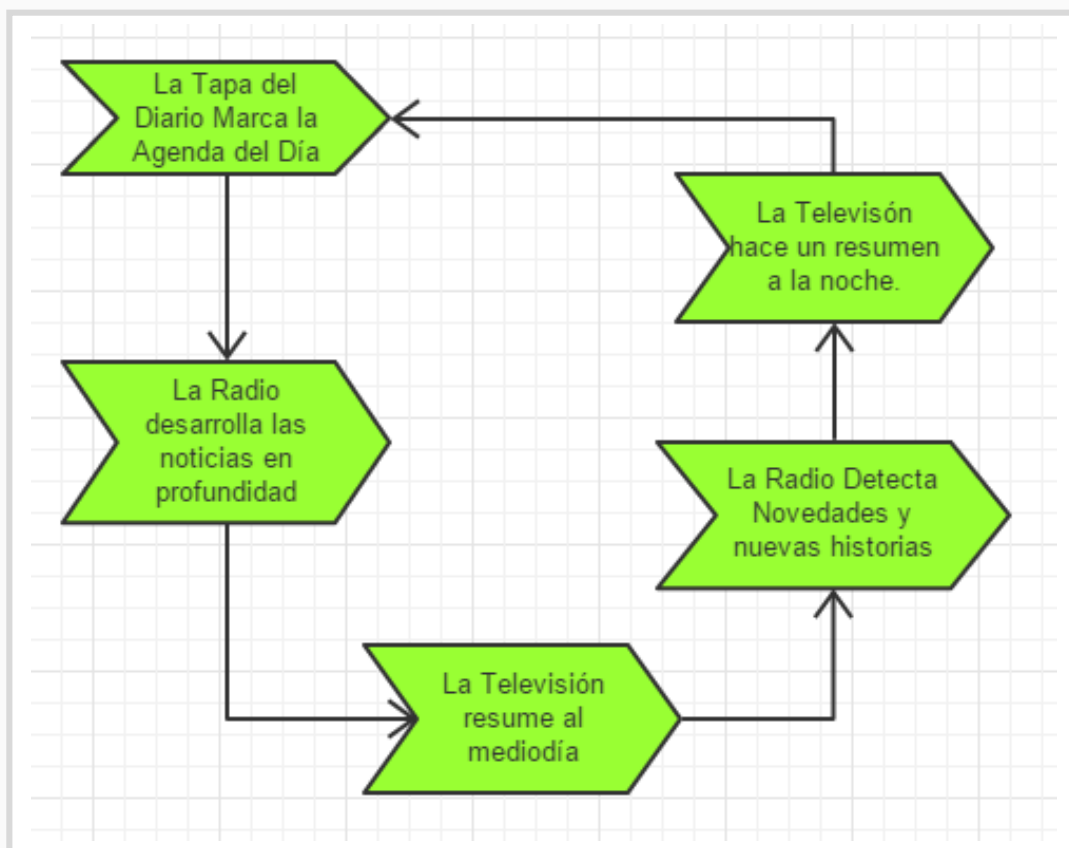 La Tapa del
Diario Marca la
Agenda del Día
La Radio
desarrolla las
noticias en
profundidad
La Televisión
resume al
mediodía
La Radio Detecta
Novedades y
nuevas historias
La Televisón
hace un resumen
a la noche.